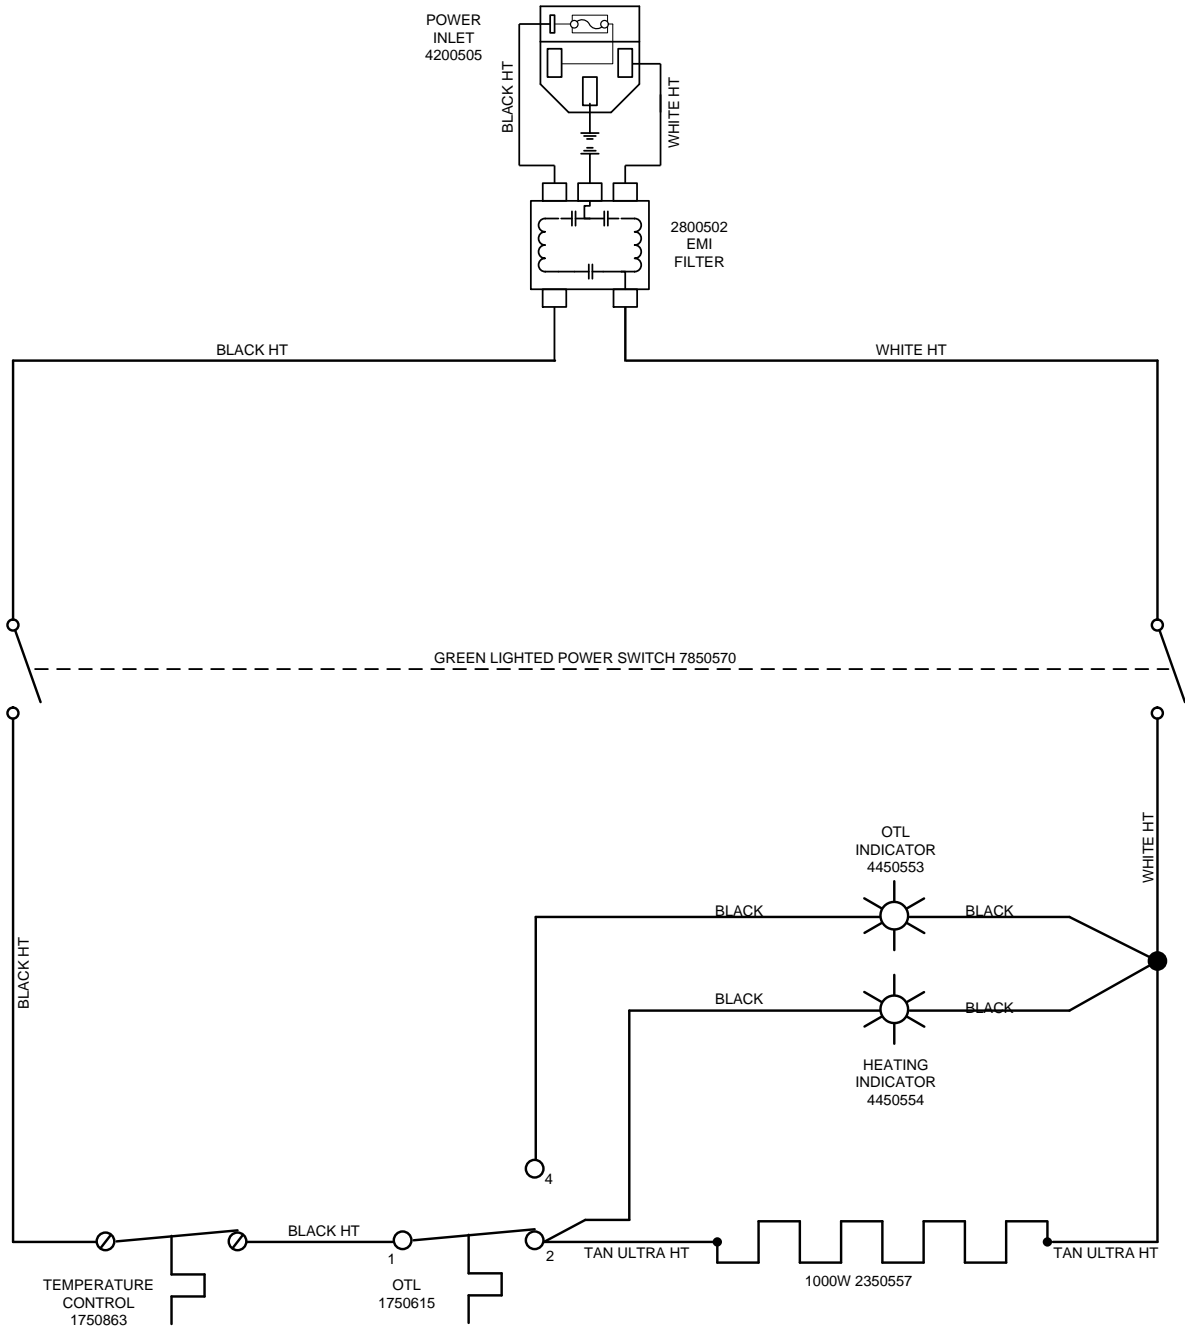 POWER
INLET
4200505
BLACK HT
WHITE HT
2800502
EMI
FILTER
BLACK HT
WHITE HT
GREEN LIGHTED POWER SWITCH 7850570
OTL
INDICATOR
4450553
WHITE HT
BLACK
BLACK
BLACK HT
BLACK
BLACK
HEATING
INDICATOR
4450554
4
BLACK HT
1
2
TAN ULTRA HT
TAN ULTRA HT
TEMPERATURE
CONTROL
1750863
OTL
1750615
1000W 2350557